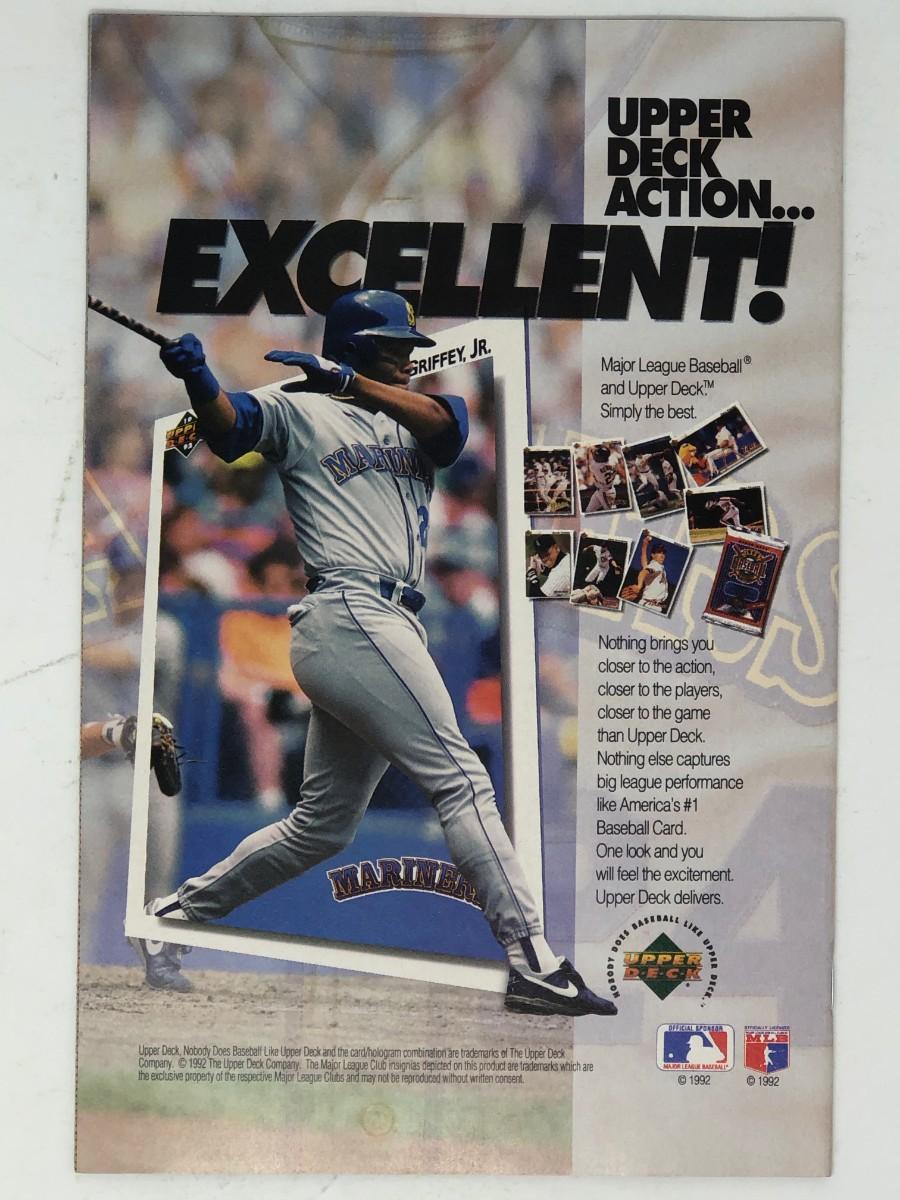 UPPER
DECK
ACTION...
EXCELLENT!
GRIFFEY, JR.
Major League Baseball®
and Upper Deck.™
Simply the best.
MARINE
S
2
Nothing brings you
closer to the action,
closer to the players,
closer to the game
than Upper Deck.
Nothing else captures
big league performance
like America's #1
Baseball Card.
One look and you
will feel the excitement.
Upper Deck delivers.
MARINER
NOBODY DOES BASEBALL LIKE UPPER DECK.™
UPPER
D·E·C·K
®
OFFICIAL SPONSOR
MAJOR LEAGUE BASEBALL®
© 1992
OFFICIALLY LICENSED
MLB
© 1992
Upper Deck, Nobody Does Baseball Like Upper Deck and the card/hologram combination are trademarks of The Upper Deck
Company. © 1992 The Upper Deck Company. The Major League Club insignias depicted on this product are trademarks which are
the exclusive property of the respective Major League Clubs and may not be reproduced without written consent.